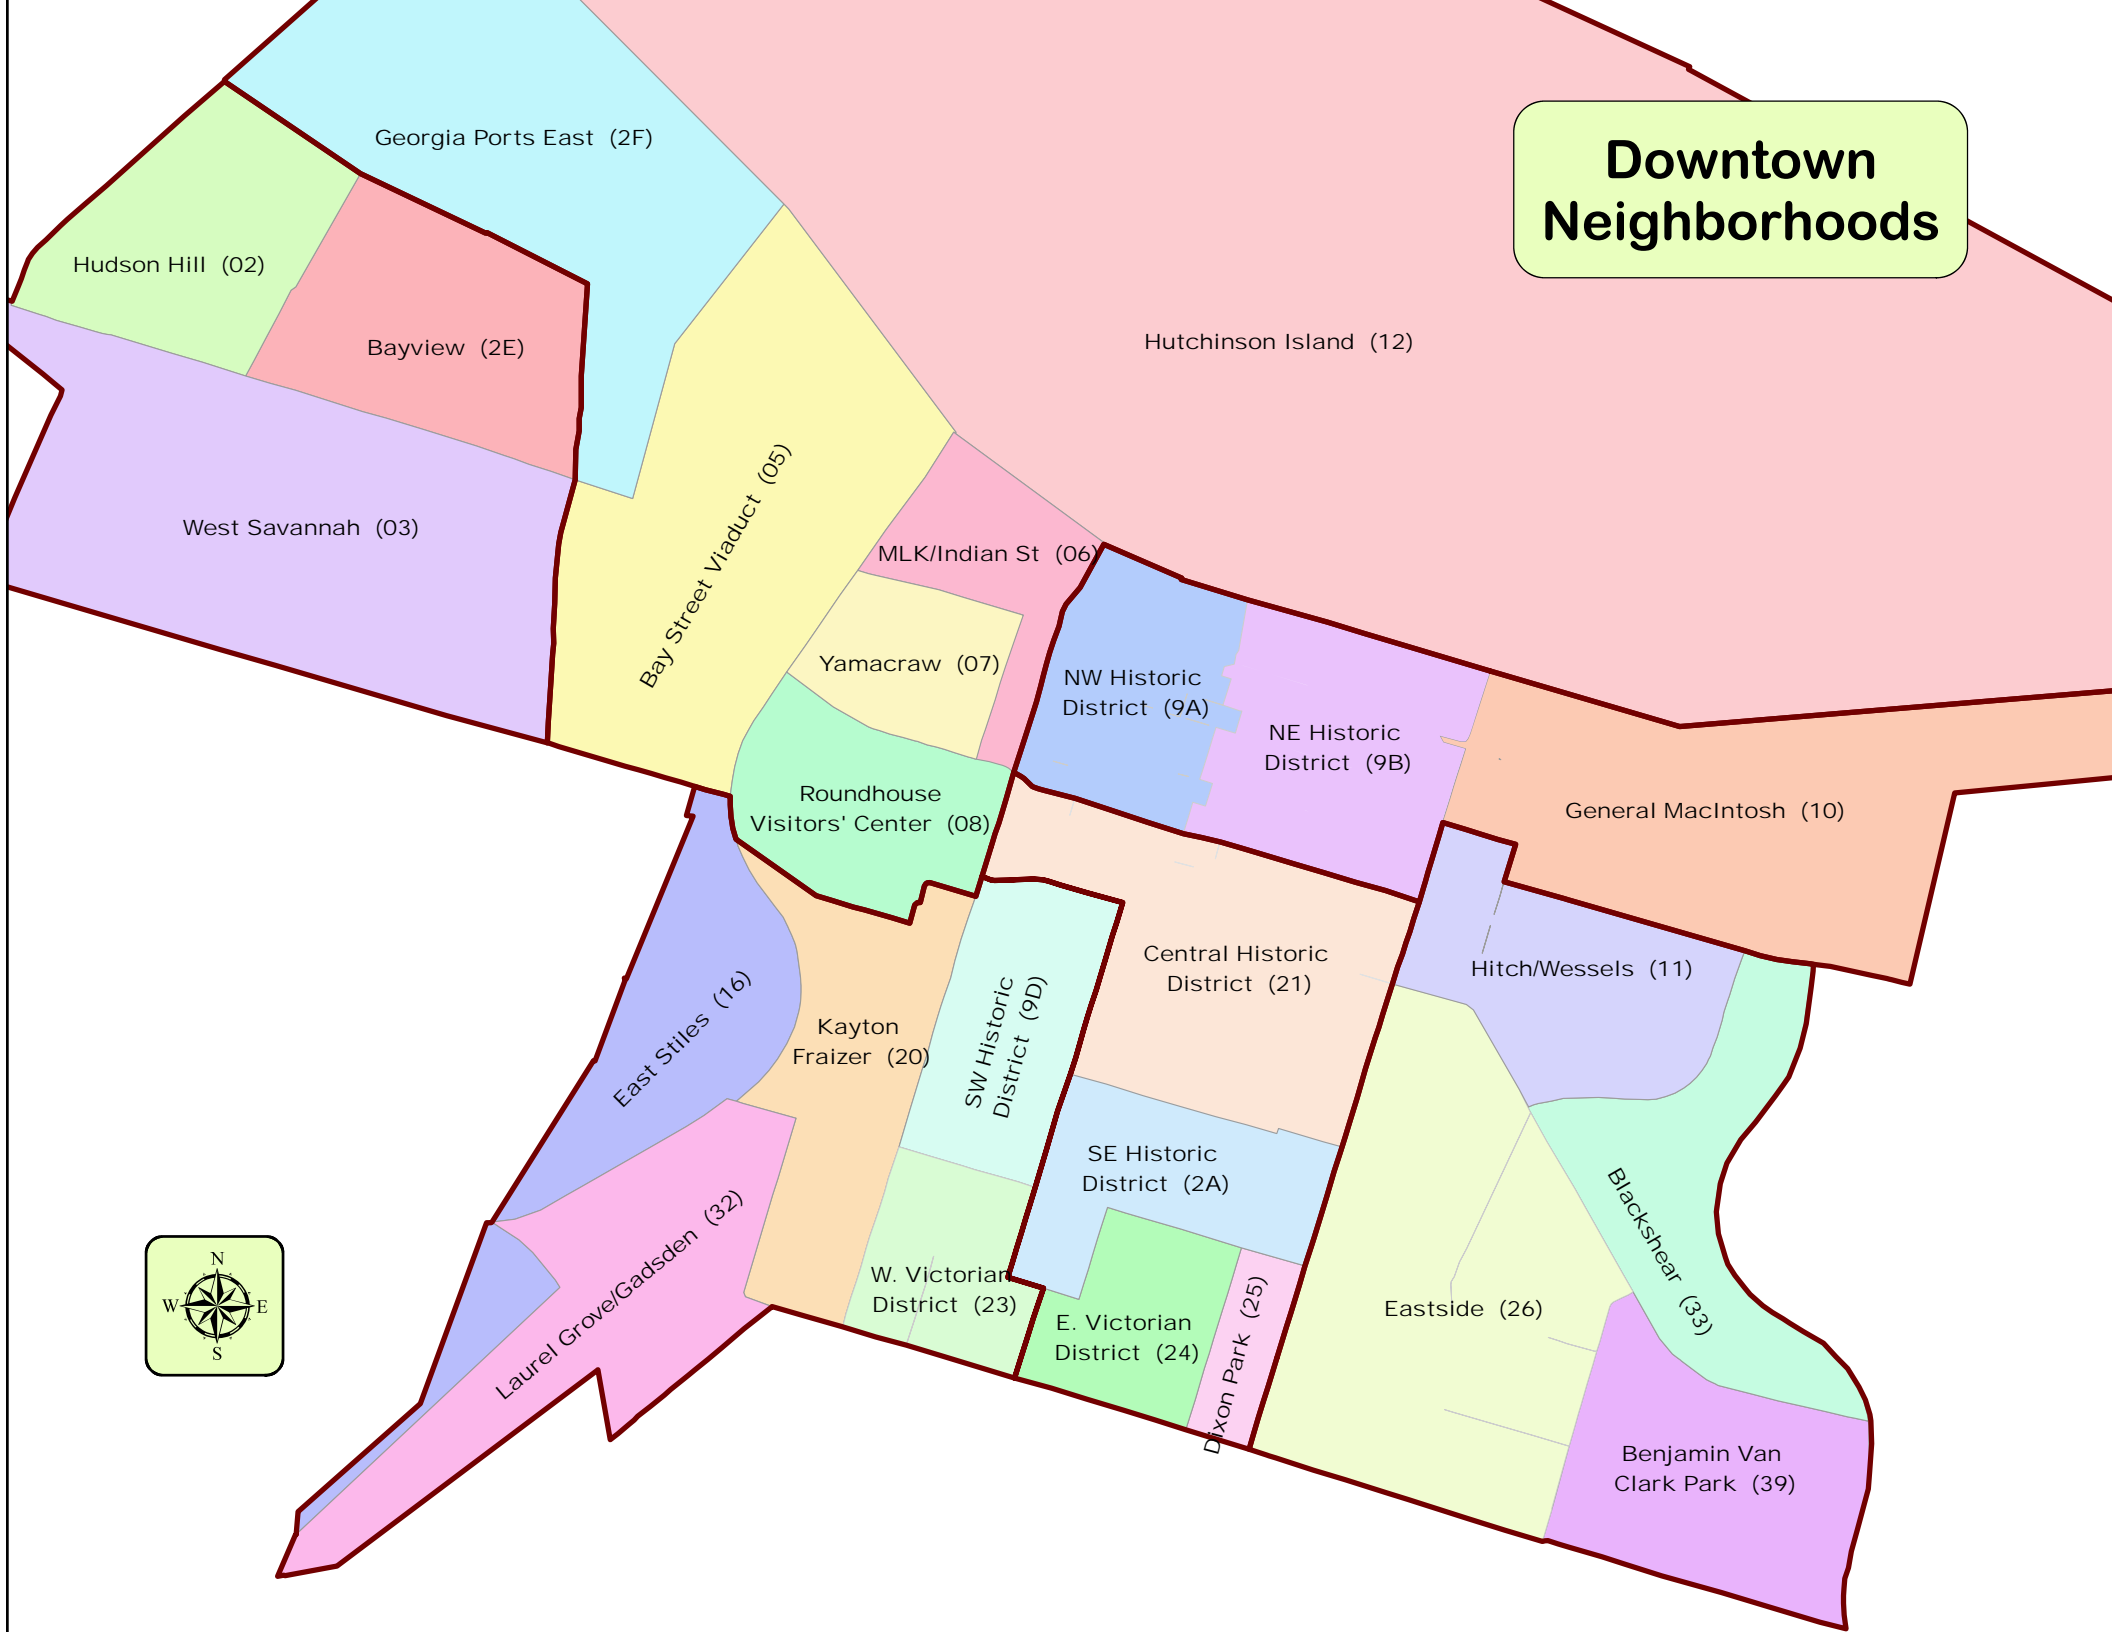 Downtown
Neighborhoods
Georgia Ports East (2F)
Hudson Hill (02)
Bayview (2E)
Hutchinson Island (12)
West Savannah (03)
Bay Street Viaduct (05)
MLK/Indian St (06)
Yamacraw (07)
NW Historic
District (9A)
NE Historic
District (9B)
Roundhouse
Visitors' Center (08)
General MacIntosh (10)
Central Historic
District (21)
Hitch/Wessels (11)
East Stiles (16)
Kayton
Fraizer (20)
SW Historic
District (9D)
SE Historic
District (2A)
Laurel Grove/Gadsden (32)
W. Victorian
District (23)
E. Victorian
District (24)
Dixon Park (25)
Eastside (26)
Blackshear (33)
Benjamin Van
Clark Park (39)
N
W E
S